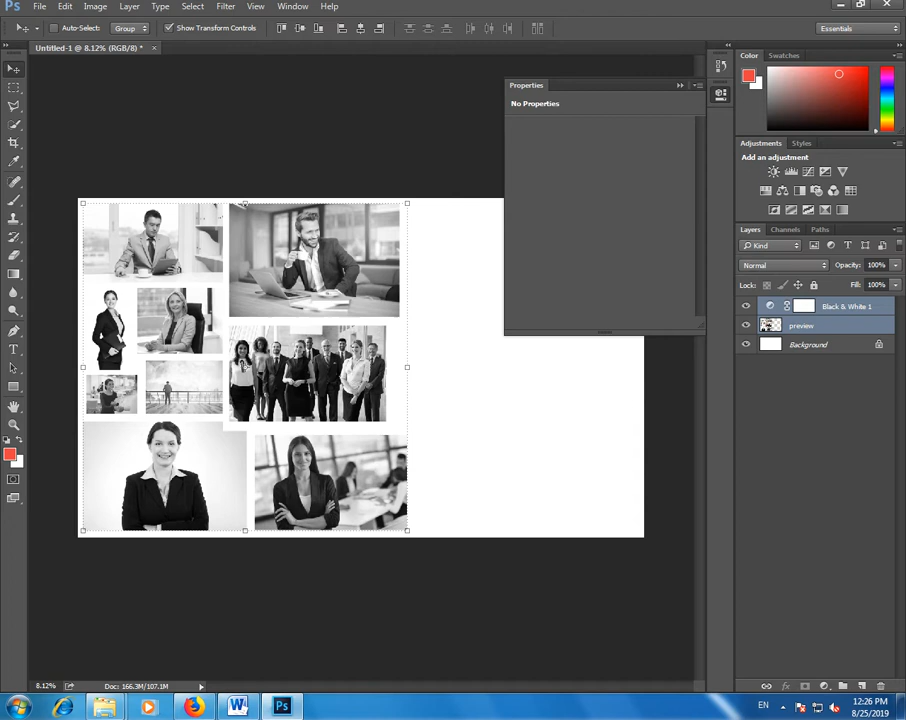 Ps File Edit Image Layer Type Select Filter View Window Help
Auto-Select: Group Show Transform Controls Essentials
Untitled-1 @ 8.12% (RGB/8) *
Color Swatches
Properties
No Properties
Adjustments Styles
Add an adjustment
Layers Channels Paths
Kind
Normal Opacity: 100%
Lock: Fill: 100%
Black & White 1
preview
Background
8.12% Doc: 166.3M/107.1M
EN 12:26 PM
8/25/2019